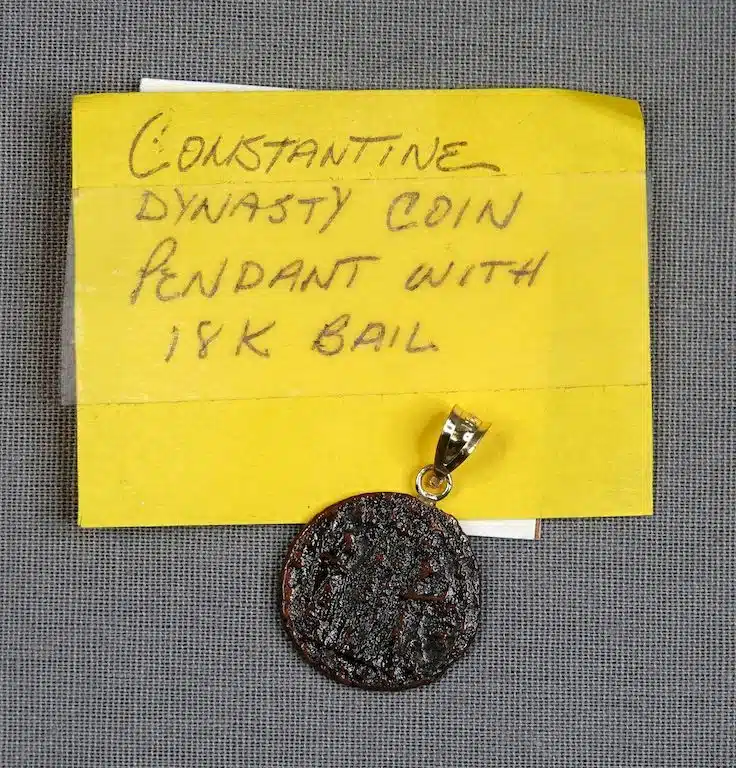 CONSTANTINE
DYNASTY COIN
PENDANT WITH
18K BAIL